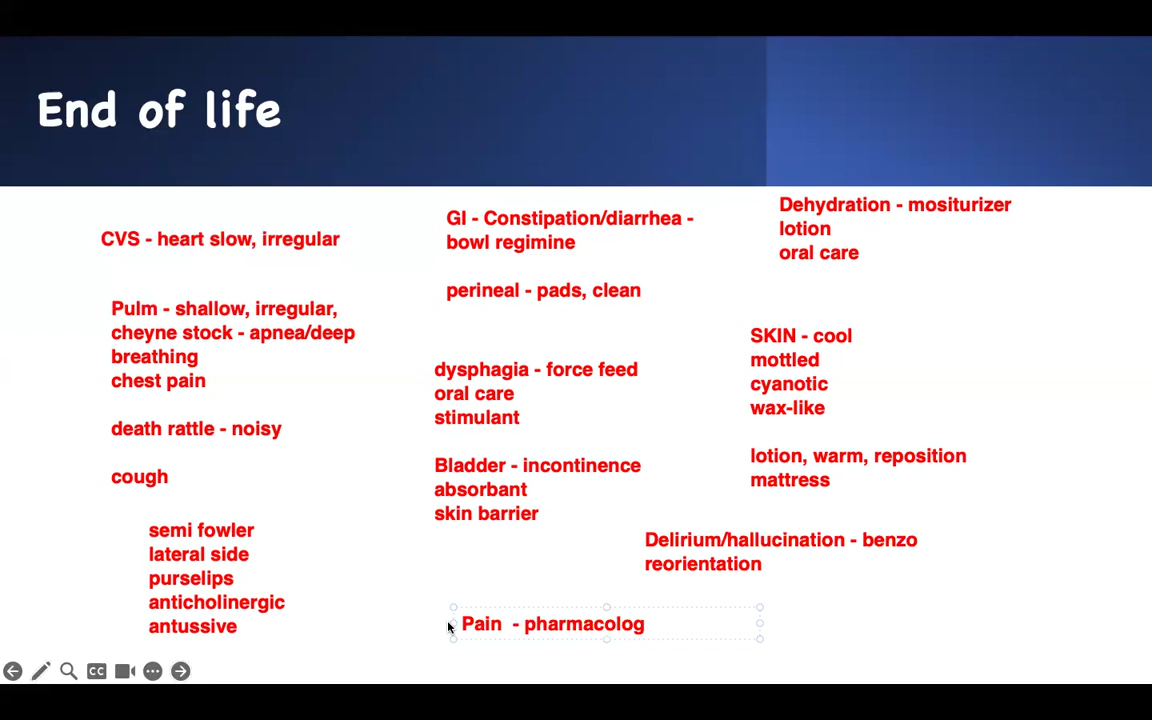 End of life
CVS - heart slow, irregular
Pulm - shallow, irregular,
cheyne stock - apnea/deep
breathing
chest pain
death rattle - noisy
cough
semi fowler
lateral side
purselips
anticholinergic
antussive
GI - Constipation/diarrhea -
bowl regimine
perineal - pads, clean
dysphagia - force feed
oral care
stimulant
Bladder - incontinence
absorbant
skin barrier
Dehydration - mositurizer
lotion
oral care
SKIN - cool
mottled
cyanotic
wax-like
lotion, warm, reposition
mattress
Delirium/hallucination - benzo
reorientation
Pain  - pharmacolog
CC